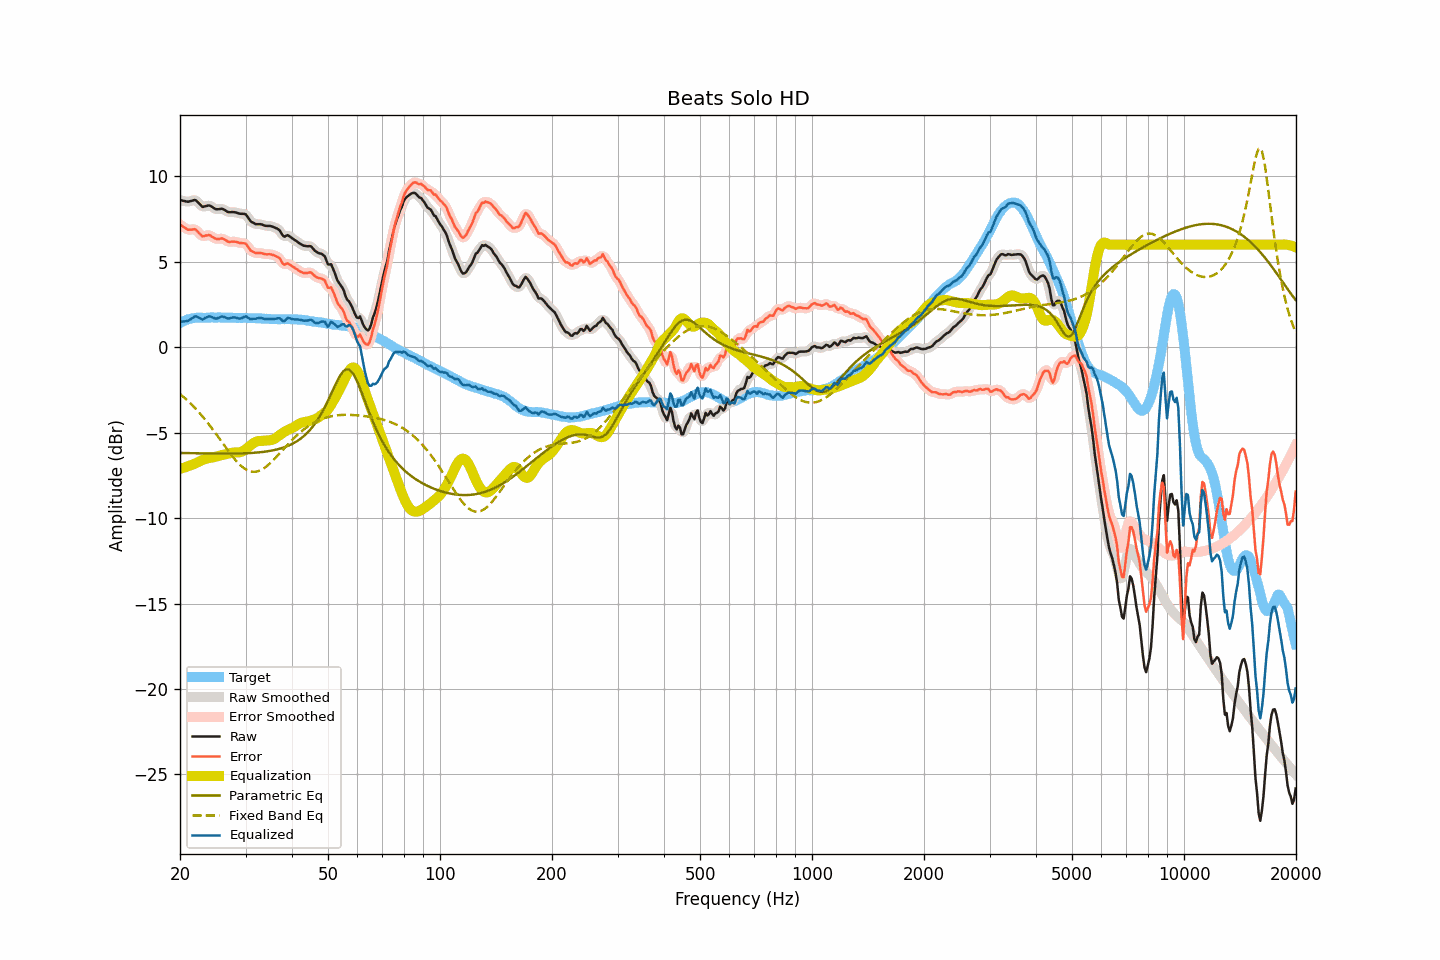 Beats Solo HD
Amplitude (dBr)
10
5
0
−5
−10
−15
−20
−25
Target
Raw Smoothed
Error Smoothed
Raw
Error
Equalization
Parametric Eq
Fixed Band Eq
Equalized
20 50 100 200 500 1000 2000 5000 10000 20000
Frequency (Hz)